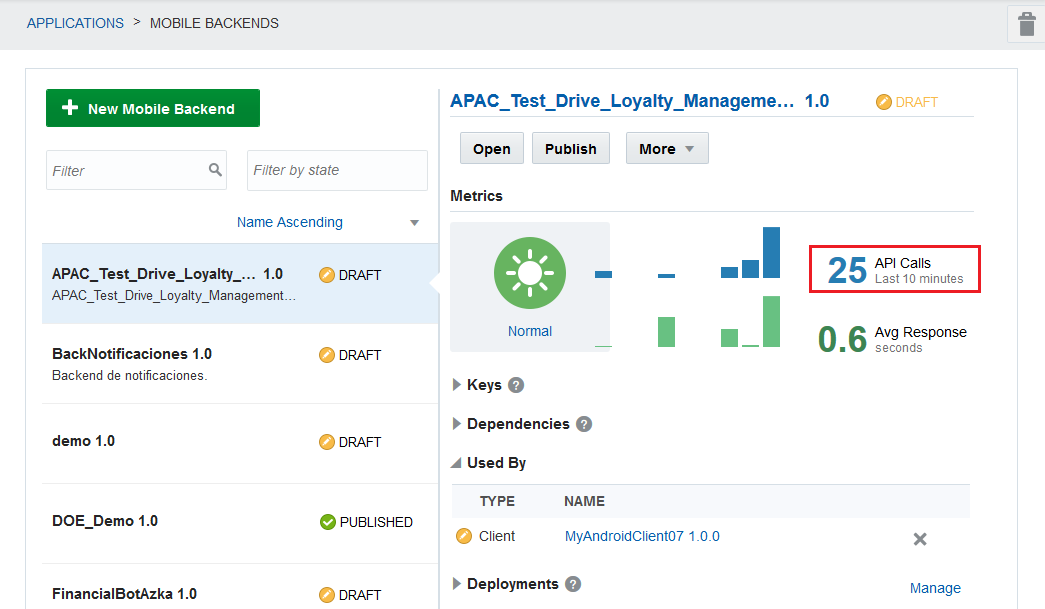 APPLICATIONS > MOBILE BACKENDS
New Mobile Backend
Filter
Filter by state
Name Ascending
APAC_Test_Drive_Loyalty_... 1.0
DRAFT
APAC_Test_Drive_Loyalty_Management...
BackNotificaciones 1.0
DRAFT
Backend de notificaciones.
demo 1.0
DRAFT
DOE_Demo 1.0
PUBLISHED
FinancialBotAzka 1.0
DRAFT
APAC_Test_Drive_Loyalty_Manageme... 1.0
DRAFT
Open
Publish
More
Metrics
Normal
25 API Calls
Last 10 minutes
0.6 Avg Response
seconds
Keys ?
Dependencies ?
Used By
TYPE NAME
Client MyAndroidClient07 1.0.0
Deployments ?
Manage